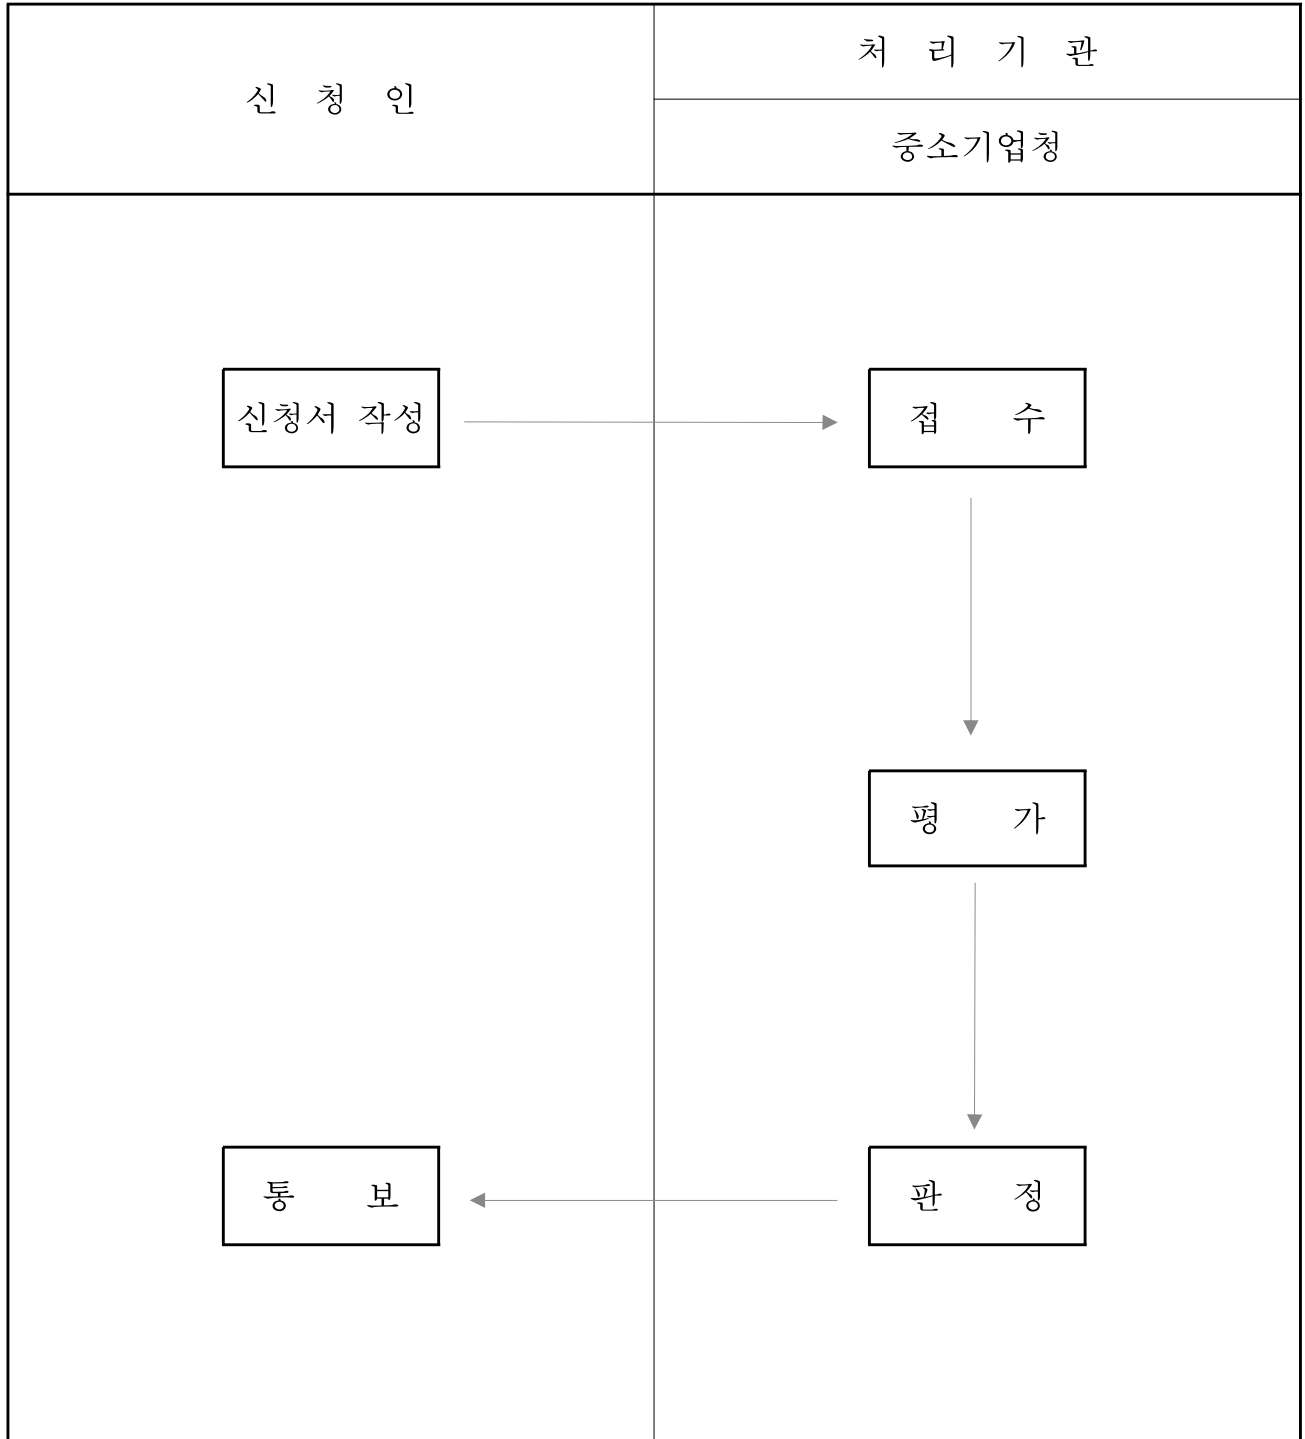 처 리 기 관
신 청 인
중소기업청
신청서 작성
접 수
평 가
통 보
판 정